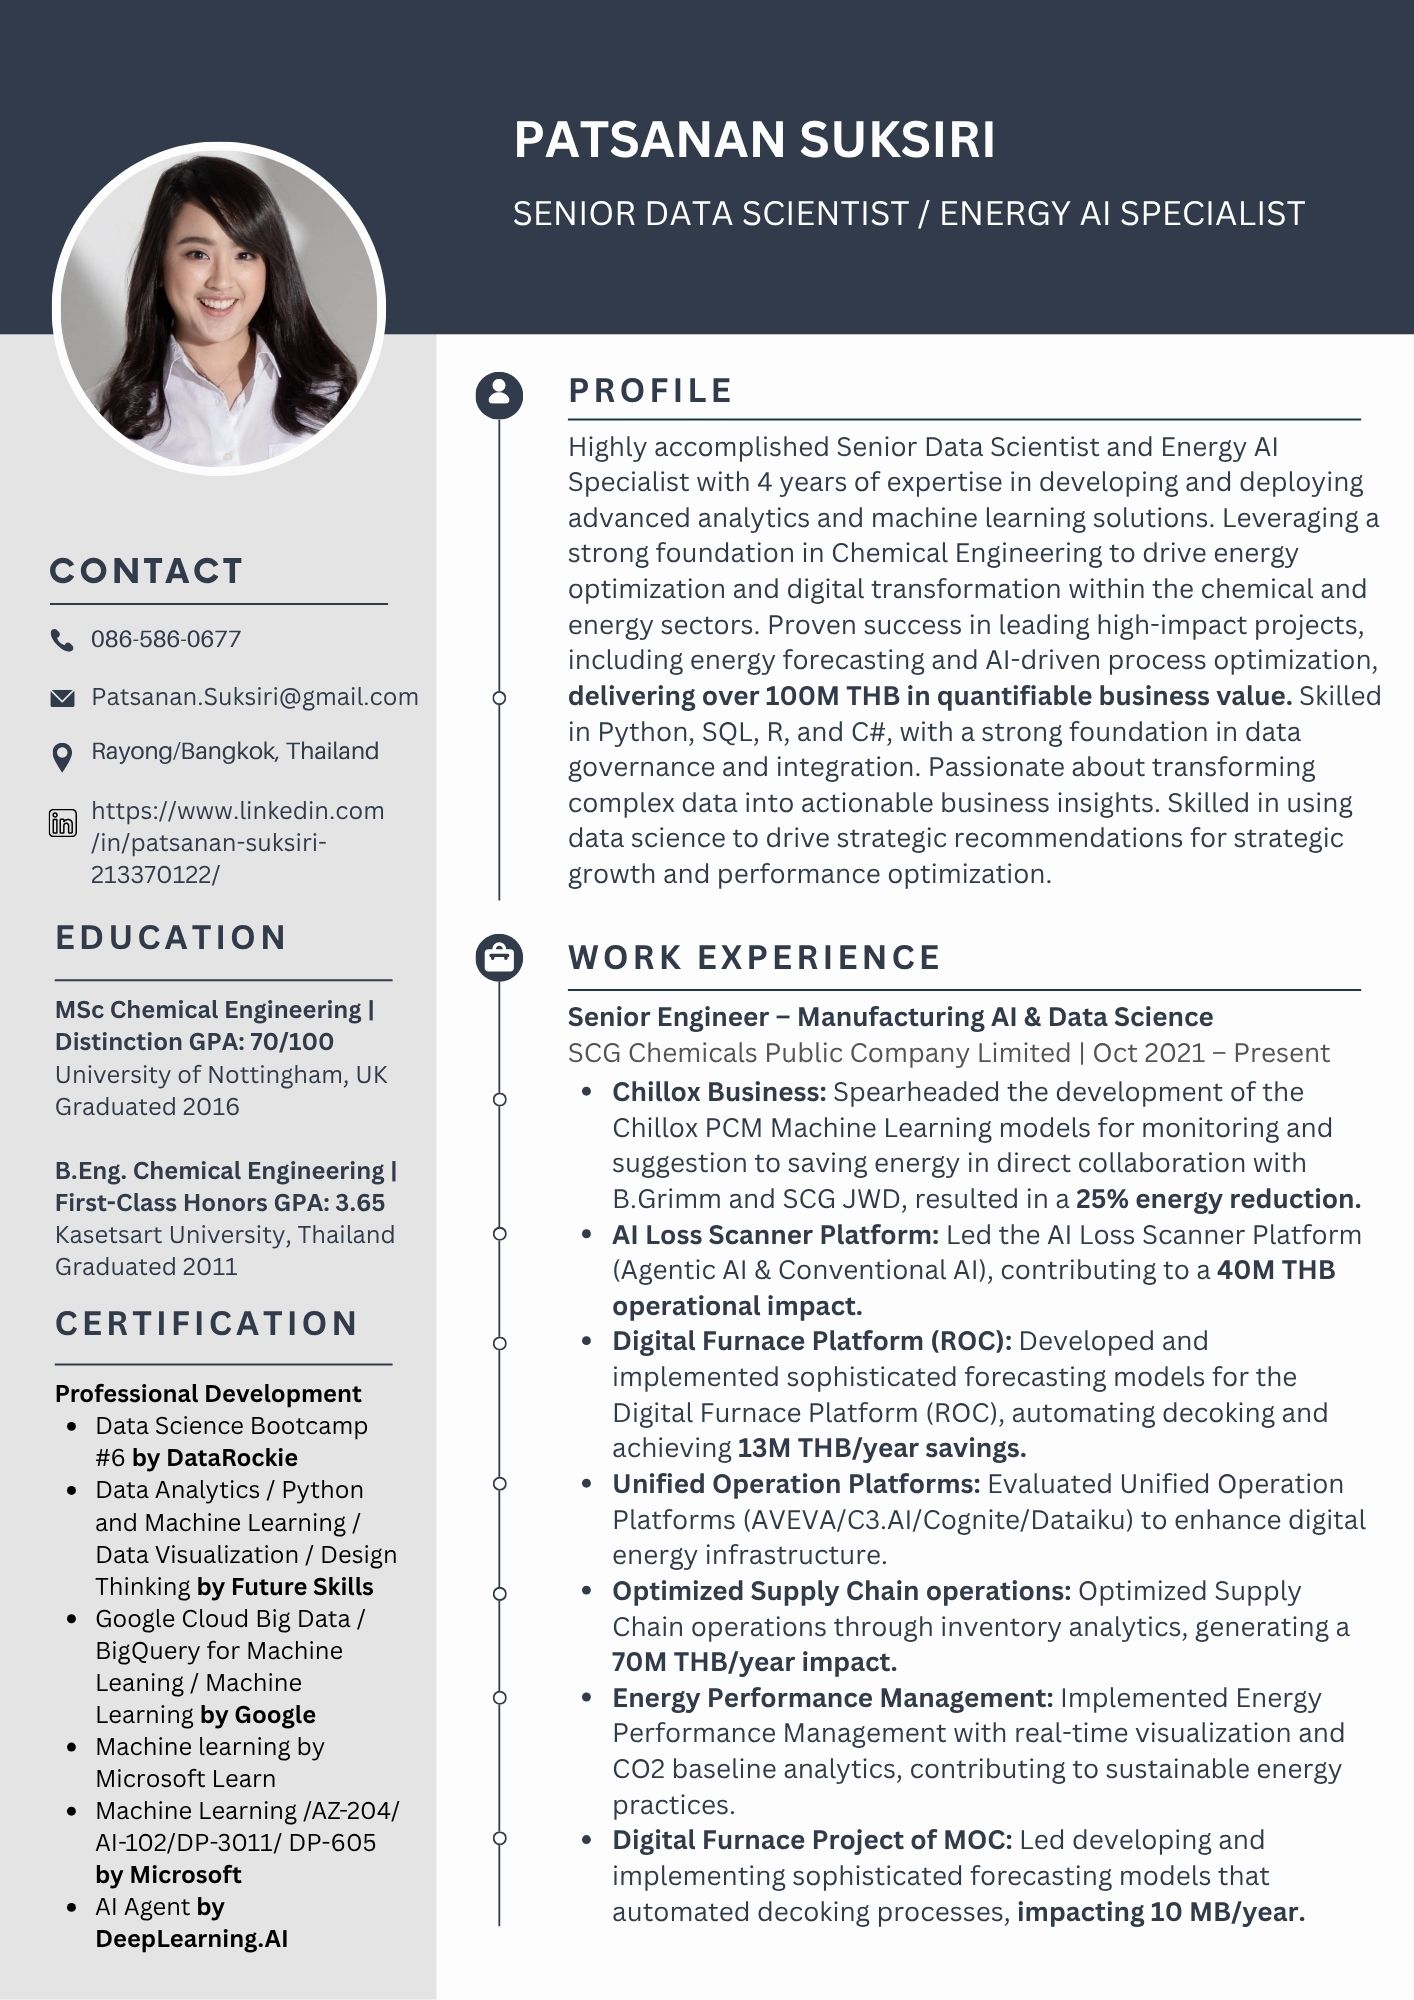 PATSANAN SUKSIRI
SENIOR DATA SCIENTIST / ENERGY AI SPECIALIST
CONTACT
086-586-0677
Patsanan.Suksiri@gmail.com
Rayong/Bangkok, Thailand
https://www.linkedin.com
/in/patsanan-suksiri-
213370122/
EDUCATION
MSc Chemical Engineering |
Distinction GPA: 70/100
University of Nottingham, UK
Graduated 2016
B.Eng. Chemical Engineering |
First-Class Honors GPA: 3.65
Kasetsart University, Thailand
Graduated 2011
CERTIFICATION
Professional Development
• Data Science Bootcamp
#6 by DataRockie
• Data Analytics / Python
and Machine Learning /
Data Visualization / Design
Thinking by Future Skills
• Google Cloud Big Data /
BigQuery for Machine
Leaning / Machine
Learning by Google
• Machine learning by
Microsoft Learn
• Machine Learning /AZ-204/
AI-102/DP-3011/ DP-605
by Microsoft
• AI Agent by
DeepLearning.AI
PROFILE
Highly accomplished Senior Data Scientist and Energy AI
Specialist with 4 years of expertise in developing and deploying
advanced analytics and machine learning solutions. Leveraging a
strong foundation in Chemical Engineering to drive energy
optimization and digital transformation within the chemical and
energy sectors. Proven success in leading high-impact projects,
including energy forecasting and AI-driven process optimization,
delivering over 100M THB in quantifiable business value. Skilled
in Python, SQL, R, and C#, with a strong foundation in data
governance and integration. Passionate about transforming
complex data into actionable business insights. Skilled in using
data science to drive strategic recommendations for strategic
growth and performance optimization.
WORK EXPERIENCE
Senior Engineer – Manufacturing AI & Data Science
SCG Chemicals Public Company Limited | Oct 2021 – Present
• Chillox Business: Spearheaded the development of the
Chillox PCM Machine Learning models for monitoring and
suggestion to saving energy in direct collaboration with
B.Grimm and SCG JWD, resulted in a 25% energy reduction.
• AI Loss Scanner Platform: Led the AI Loss Scanner Platform
(Agentic AI & Conventional AI), contributing to a 40M THB
operational impact.
• Digital Furnace Platform (ROC): Developed and
implemented sophisticated forecasting models for the
Digital Furnace Platform (ROC), automating decoking and
achieving 13M THB/year savings.
• Unified Operation Platforms: Evaluated Unified Operation
Platforms (AVEVA/C3.AI/Cognite/Dataiku) to enhance digital
energy infrastructure.
• Optimized Supply Chain operations: Optimized Supply
Chain operations through inventory analytics, generating a
70M THB/year impact.
• Energy Performance Management: Implemented Energy
Performance Management with real-time visualization and
CO2 baseline analytics, contributing to sustainable energy
practices.
• Digital Furnace Project of MOC: Led developing and
implementing sophisticated forecasting models that
automated decoking processes, impacting 10 MB/year.